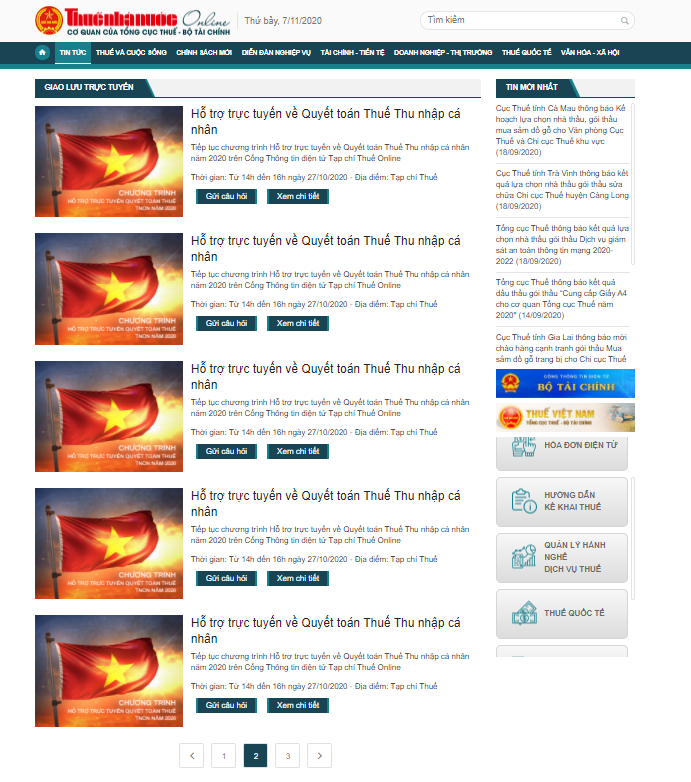 Thuếnhànước Online
CƠ QUAN CỦA TỔNG CỤC THUẾ - BỘ TÀI CHÍNH
Thứ bảy, 7/11/2020
Tìm kiếm
TIN TỨC THUẾ VÀ CUỘC SỐNG CHÍNH SÁCH MỚI DIỄN ĐÀN NGHIỆP VỤ TÀI CHÍNH - TIỀN TỆ DOANH NGHIỆP - THỊ TRƯỜNG THUẾ QUỐC TẾ VĂN HÓA - XÃ HỘI
GIAO LƯU TRỰC TUYẾN
CHƯƠNG TRÌNH
HỖ TRỢ TRỰC TUYẾN QUYẾT TOÁN THUẾ
TNCN NĂM 2020
Hỗ trợ trực tuyến về Quyết toán Thuế Thu nhập cá
nhân
Tiếp tục chương trình Hỗ trợ trực tuyến về Quyết toán Thuế Thu nhập cá nhân
năm 2020 trên Cổng Thông tin điện tử Tạp chí Thuế Online
Thời gian: Từ 14h đến 16h ngày 27/10/2020 - Địa điểm: Tạp chí Thuế
Gửi câu hỏi Xem chi tiết
CHƯƠNG TRÌNH
HỖ TRỢ TRỰC TUYẾN QUYẾT TOÁN THUẾ
TNCN NĂM 2020
Hỗ trợ trực tuyến về Quyết toán Thuế Thu nhập cá
nhân
Tiếp tục chương trình Hỗ trợ trực tuyến về Quyết toán Thuế Thu nhập cá nhân
năm 2020 trên Cổng Thông tin điện tử Tạp chí Thuế Online
Thời gian: Từ 14h đến 16h ngày 27/10/2020 - Địa điểm: Tạp chí Thuế
Gửi câu hỏi Xem chi tiết
CHƯƠNG TRÌNH
HỖ TRỢ TRỰC TUYẾN QUYẾT TOÁN THUẾ
TNCN NĂM 2020
Hỗ trợ trực tuyến về Quyết toán Thuế Thu nhập cá
nhân
Tiếp tục chương trình Hỗ trợ trực tuyến về Quyết toán Thuế Thu nhập cá nhân
năm 2020 trên Cổng Thông tin điện tử Tạp chí Thuế Online
Thời gian: Từ 14h đến 16h ngày 27/10/2020 - Địa điểm: Tạp chí Thuế
Gửi câu hỏi Xem chi tiết
CHƯƠNG TRÌNH
HỖ TRỢ TRỰC TUYẾN QUYẾT TOÁN THUẾ
TNCN NĂM 2020
Hỗ trợ trực tuyến về Quyết toán Thuế Thu nhập cá
nhân
Tiếp tục chương trình Hỗ trợ trực tuyến về Quyết toán Thuế Thu nhập cá nhân
năm 2020 trên Cổng Thông tin điện tử Tạp chí Thuế Online
Thời gian: Từ 14h đến 16h ngày 27/10/2020 - Địa điểm: Tạp chí Thuế
Gửi câu hỏi Xem chi tiết
CHƯƠNG TRÌNH
HỖ TRỢ TRỰC TUYẾN QUYẾT TOÁN THUẾ
TNCN NĂM 2020
Hỗ trợ trực tuyến về Quyết toán Thuế Thu nhập cá
nhân
Tiếp tục chương trình Hỗ trợ trực tuyến về Quyết toán Thuế Thu nhập cá nhân
năm 2020 trên Cổng Thông tin điện tử Tạp chí Thuế Online
Thời gian: Từ 14h đến 16h ngày 27/10/2020 - Địa điểm: Tạp chí Thuế
Gửi câu hỏi Xem chi tiết
1 2 3
TIN MỚI NHẤT
Cục Thuế tỉnh Cà Mau thông báo Kế
hoạch lựa chọn nhà thầu, gói thầu
mua sắm đồ gỗ cho Văn phòng Cục
Thuế và Chi cục Thuế khu vực
(18/09/2020)
Cục Thuế tỉnh Trà Vinh thông báo kết
quả lựa chọn nhà thầu gói thầu sửa
chữa Chi cục Thuế huyện Càng Long
(18/09/2020)
Tổng cục Thuế thông báo kết quả lựa
chọn nhà thầu gói thầu Dịch vụ giám
sát an toàn thông tin mạng 2020-
2022 (18/09/2020)
Tổng cục Thuế thông báo kết quả
đấu thầu gói thầu "Cung cấp Giấy A4
cho cơ quan Tổng cục Thuế năm
2020" (14/09/2020)
Cục Thuế tỉnh Gia Lai thông báo mời
chào hàng cạnh tranh gói thầu Mua
sắm đồ gỗ trang bị cho Chi cục Thuế
CỔNG THÔNG TIN ĐIỆN TỬ
BỘ TÀI CHÍNH
THUẾ VIỆT NAM
TỔNG CỤC THUẾ - BỘ TÀI CHÍNH
HÓA ĐƠN ĐIỆN TỬ
HƯỚNG DẪN
KÊ KHAI THUẾ
QUẢN LÝ HÀNH
NGHỀ
DỊCH VỤ THUẾ
THUẾ QUỐC TẾ